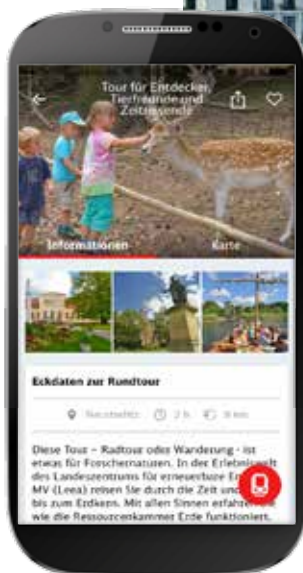 Tour für Entdecker,
Tierfreunde und
Zeitreisende
Informationen
Karte
Eckdaten zur Rundtour
2 h
8 km
Diese Tour – Radtour oder Wanderung - ist
etwas für Forschernaturen. In der Erlebniswelt
des Landeszentrums für erneuerbare
MV (Leea) reisen Sie durch die Zeit und
bis zum Erdkern. Mit allen Sinnen erfahren
wie die Ressourcenkammer Erde funktioniert.